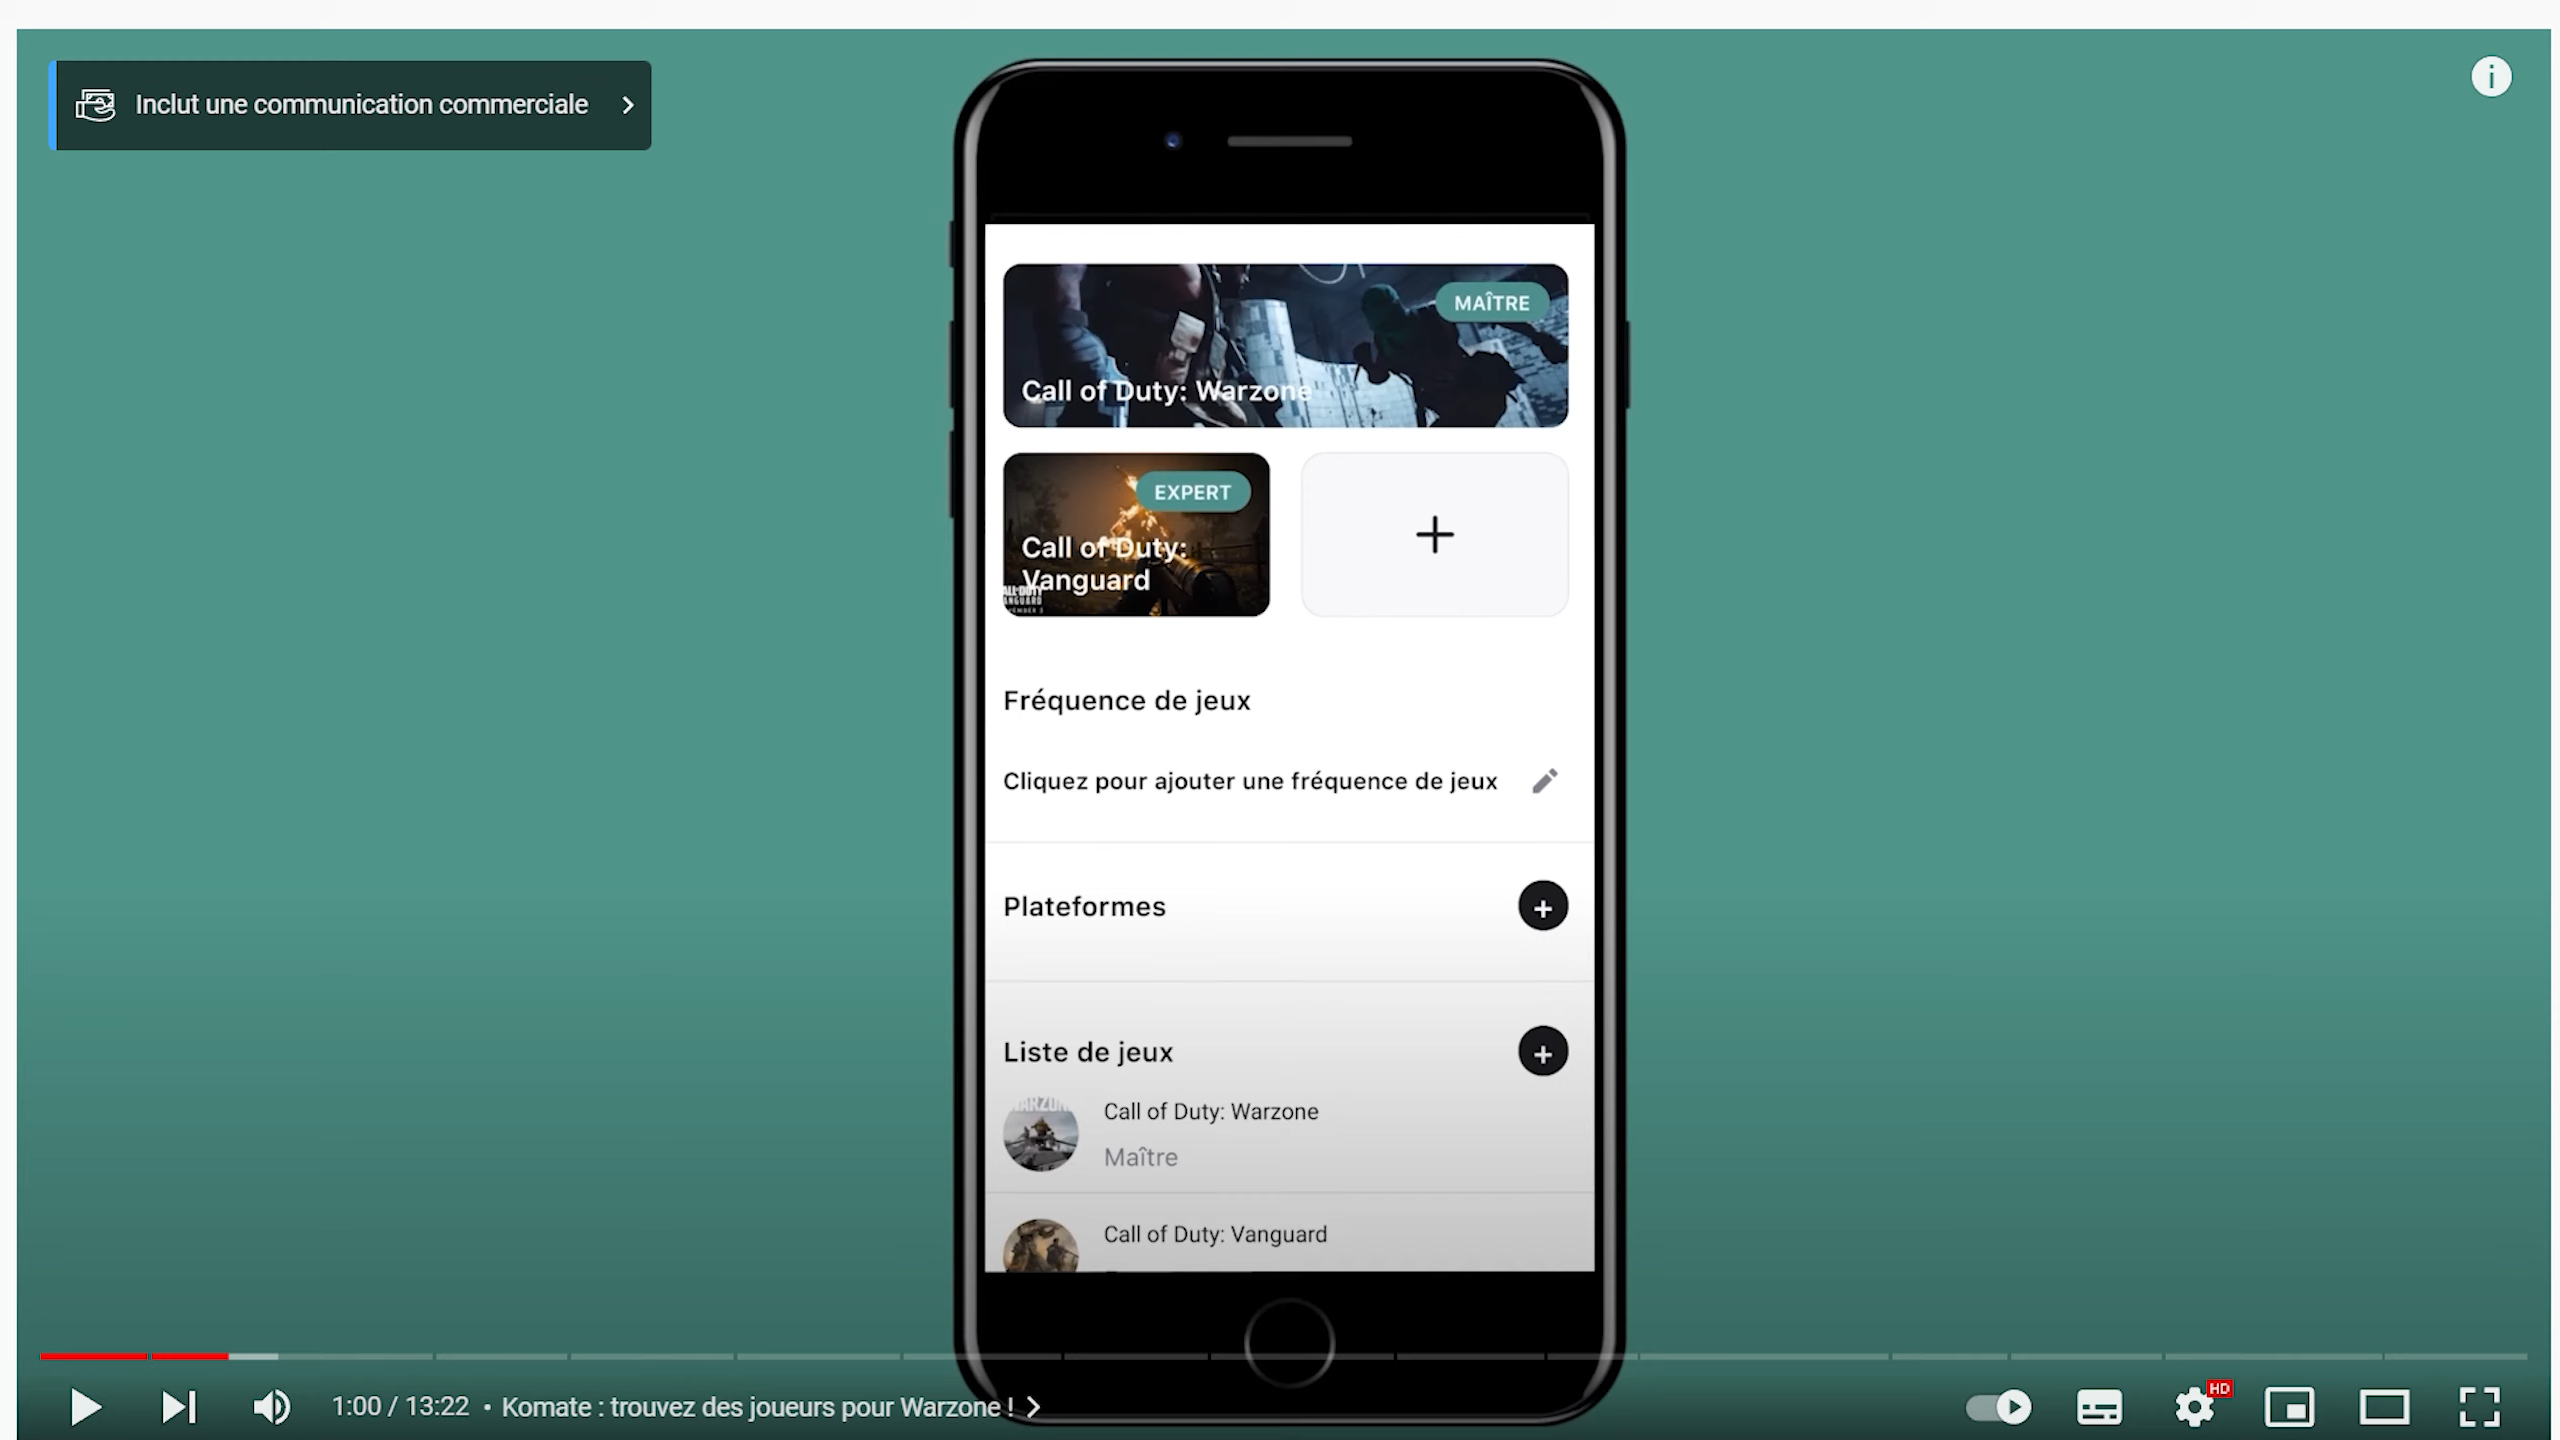 Inclut une communication commerciale
MAÎTRE
Call of Duty: Warzone
EXPERT
Call of Duty:
Vanguard
Fréquence de jeux
Cliquez pour ajouter une fréquence de jeux
Plateformes
Liste de jeux
Call of Duty: Warzone
Maître
Call of Duty: Vanguard
1:00 / 13:22 • Komate : trouvez des joueurs pour Warzone !
HD